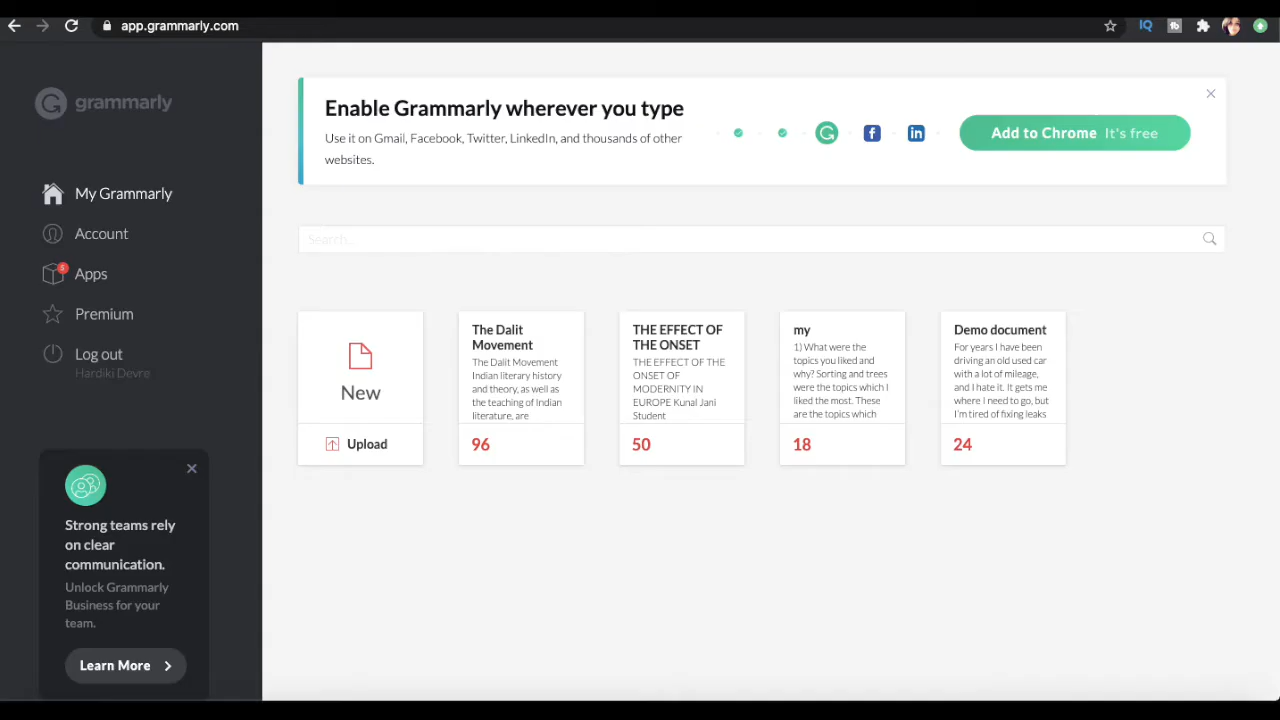 app.grammarly.com
IQ
grammarly
My Grammarly
Account
5
Apps
Premium
Log out
Hardiki Devre
Strong teams rely
on clear
communication.
Unlock Grammarly
Business for your
team.
Learn More
Enable Grammarly wherever you type
Use it on Gmail, Facebook, Twitter, LinkedIn, and thousands of other
websites.
Add to Chrome It's free
Search...
New
Upload
The Dalit
Movement
The Dalit Movement
Indian literary history
and theory, as well as
the teaching of Indian
literature, are
96
THE EFFECT OF
THE ONSET
THE EFFECT OF THE
ONSET OF
MODERNITY IN
EUROPE Kunal Jani
Student
50
my
1) What were the
topics you liked and
why? Sorting and trees
were the topics which I
liked the most. These
are the topics which
18
Demo document
For years I have been
driving an old used car
with a lot of mileage,
and I hate it. It gets me
where I need to go, but
I'm tired of fixing leaks
24